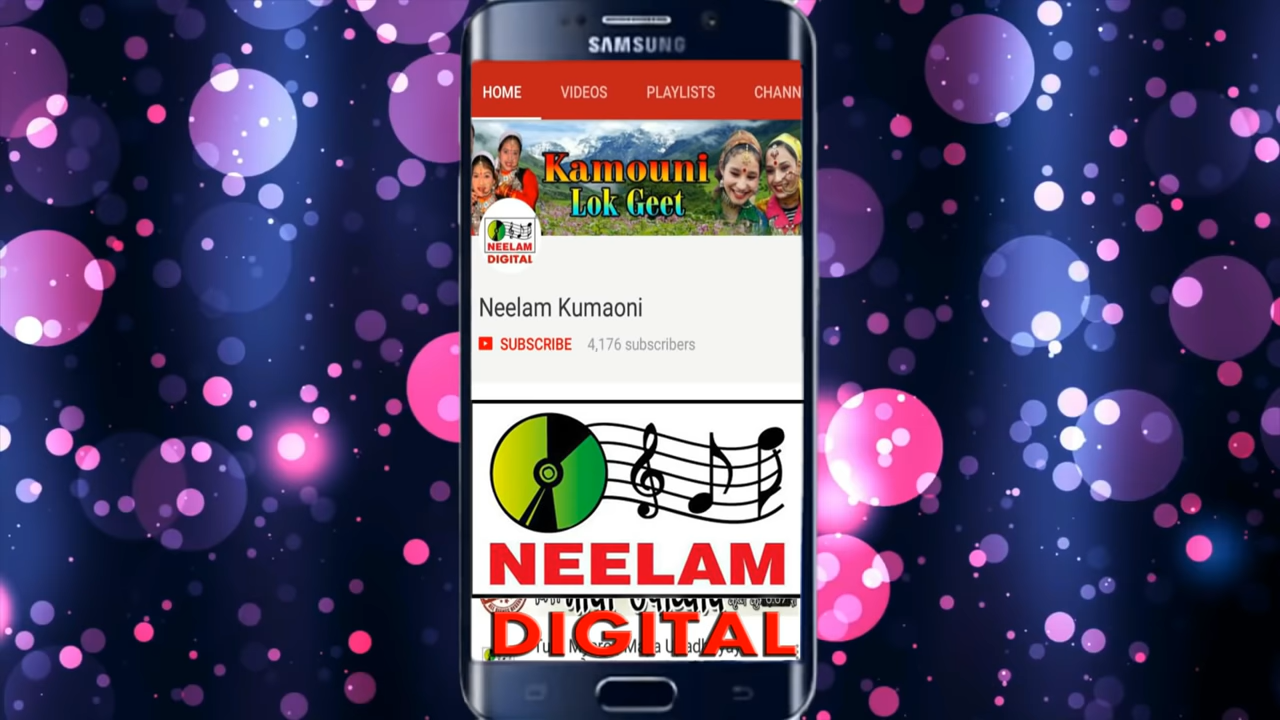 SAMSUNG
HOME VIDEOS PLAYLISTS CHANN
Kamouni
Lok Geet
NEELAM
DIGITAL
Neelam Kumaoni
SUBSCRIBE 4,176 subscribers
NEELAM
DIGITAL